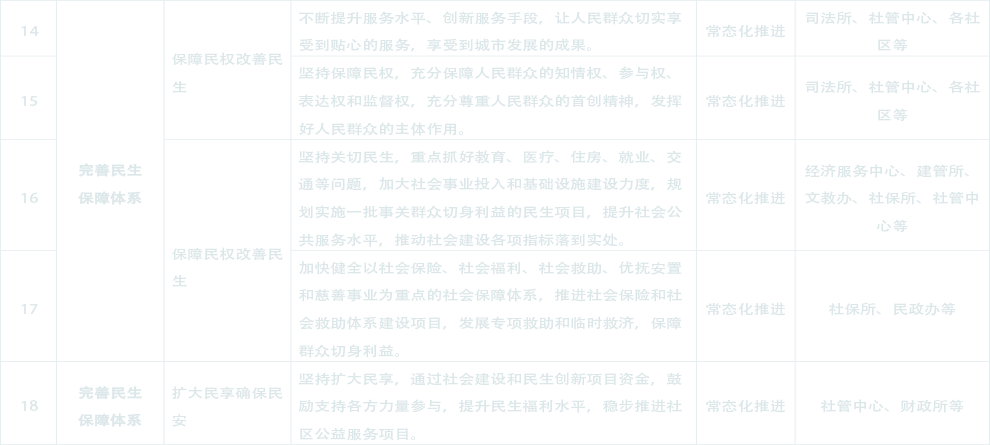 14
保障民权改善民
生
不断提升服务水平、创新服务手段，让人民群众切实享
受到贴心的服务，享受到城市发展的成果。
常态化推进
司法所、社管中心、各社
区等
15
坚持保障民权，充分保障人民群众的知情权、参与权、
表达权和监督权，充分尊重人民群众的首创精神，发挥
好人民群众的主体作用。
常态化推进
司法所、社管中心、各社
区等
完善民生
保障体系
16
保障民权改善民
生
坚持关切民生，重点抓好教育、医疗、住房、就业、交
通等问题，加大社会事业投入和基础设施建设力度，规
划实施一批事关群众切身利益的民生项目，提升社会公
共服务水平，推动社会建设各项指标落到实处。
常态化推进
经济服务中心、建管所、
文教办、社保所、社管中
心等
17
加快健全以社会保险、社会福利、社会救助、优抚安置
和慈善事业为重点的社会保障体系，推进社会保险和社
会救助体系建设项目，发展专项救助和临时救济，保障
群众切身利益。
常态化推进
社保所、民政办等
18
完善民生
保障体系
扩大民享确保民
安
坚持扩大民享，通过社会建设和民生创新项目资金，鼓
励支持各方力量参与，提升民生福利水平，稳步推进社
区公益服务项目。
常态化推进
社管中心、财政所等